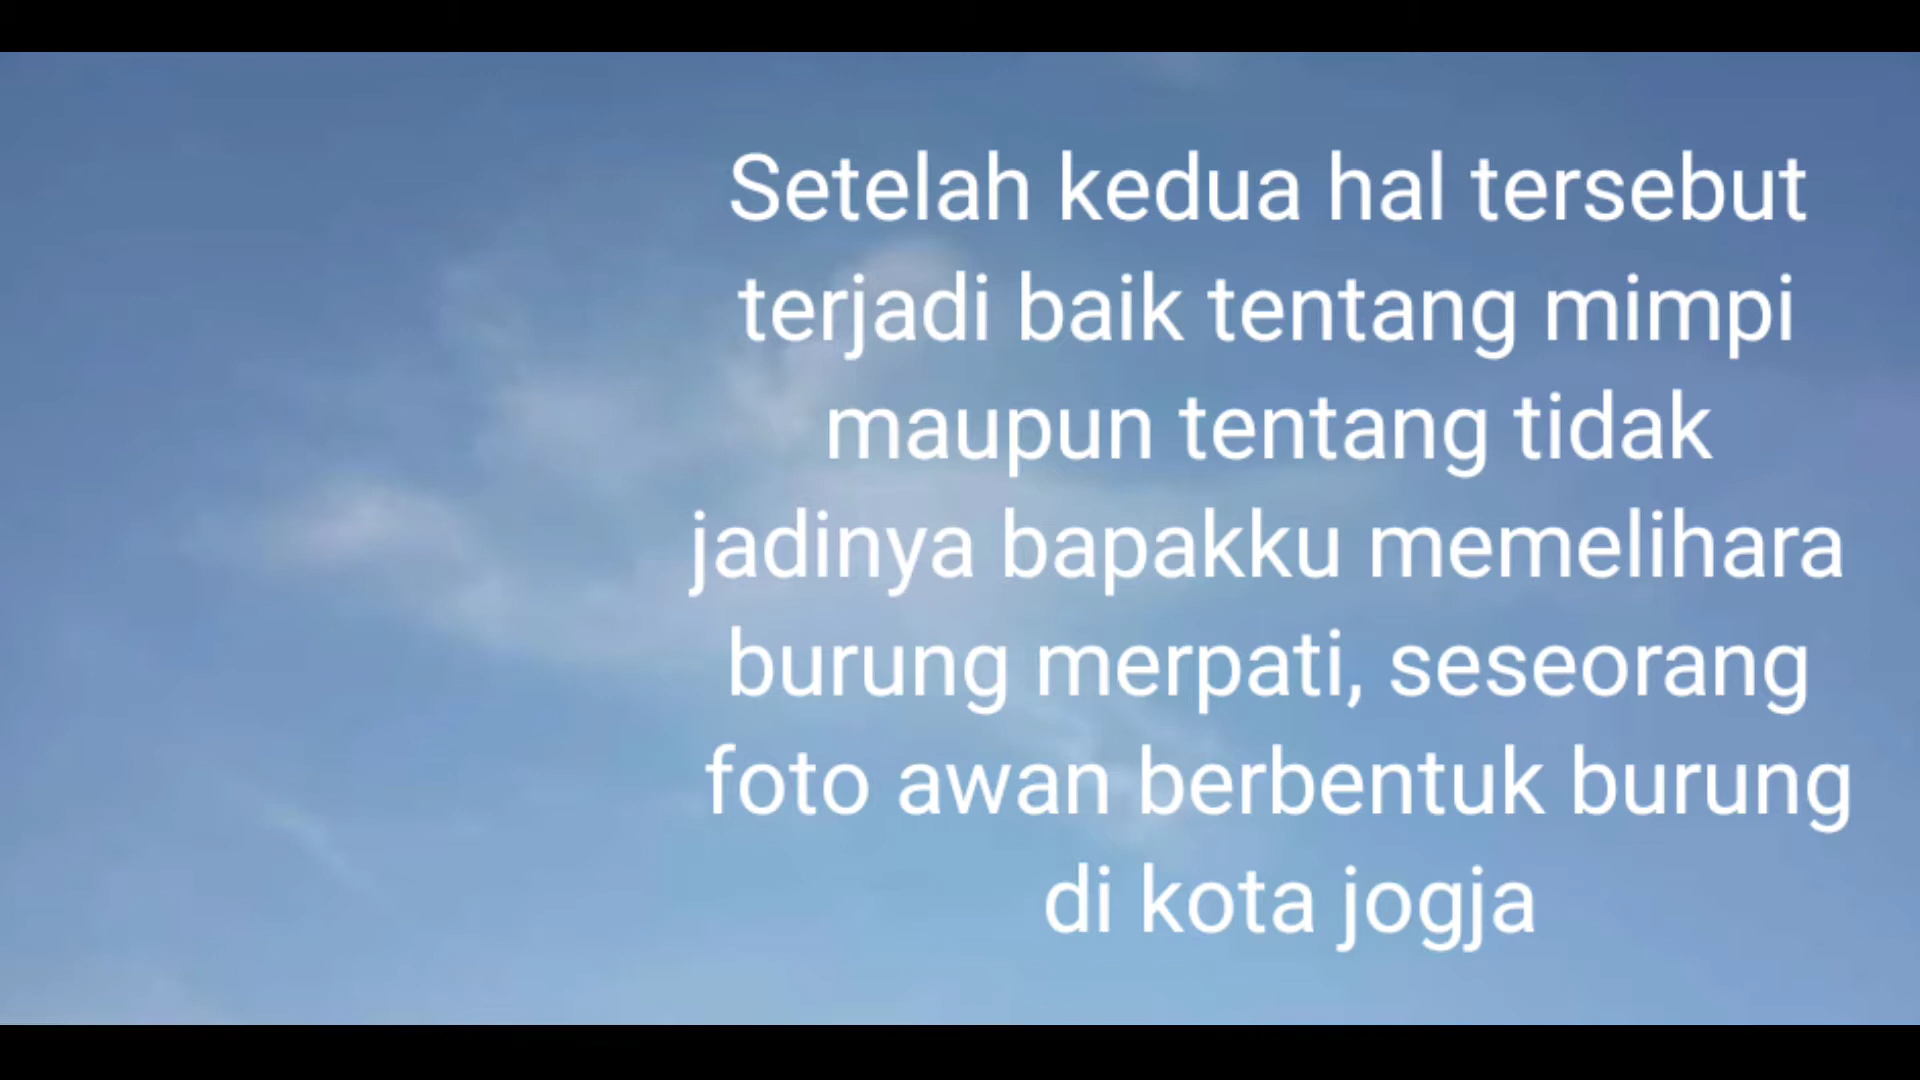 Setelah kedua hal tersebut
terjadi baik tentang mimpi
maupun tentang tidak
jadinya bapakku memelihara
burung merpati, seseorang
foto awan berbentuk burung
di kota jogja